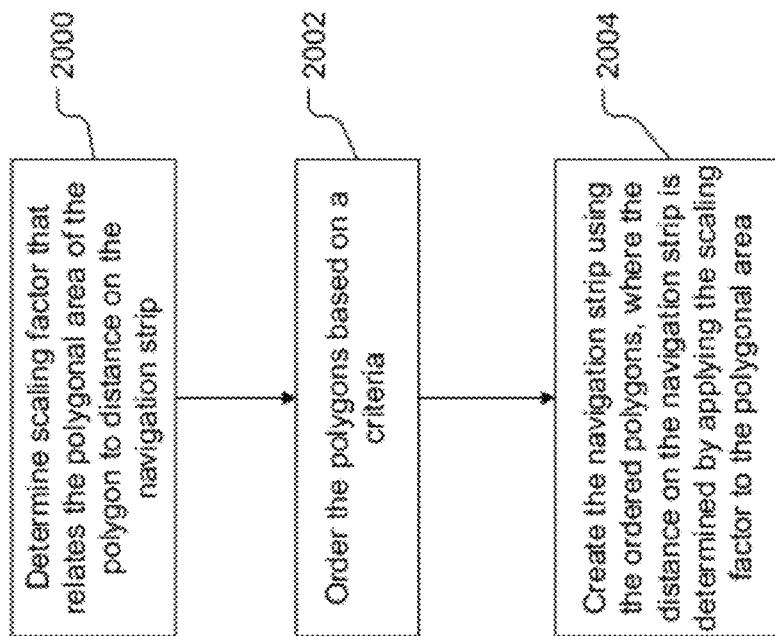 2000
Determine scaling factor that
relates the polygonal area of the
polygon to distance on the
navigation strip
2002
Order the polygons based on a
criteria
2004
Create the navigation strip using
the ordered polygons, where the
distance on the navigation strip is
determined by applying the scaling
factor to the polygonal area